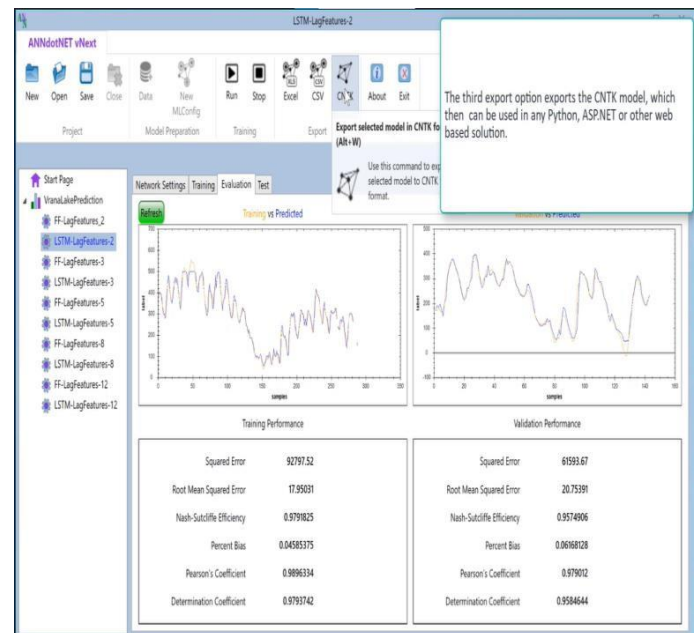 LSTM-LagFeatures-2
ANNdotNET vNext
New Open Save Close Data New MLConfig Run Stop Excel CSV CNTK About Exit
Project Model Preparation Training Export
Export selected model in CNTK fo
(Alt+W)
Use this command to exp
selected model to CNTK
format.
The third export option exports the CNTK model, which
then can be used in any Python, ASP.NET or other web
based solution.
Start Page
VranaLakePrediction
FF-LagFeatures_2
LSTM-LagFeatures-2
FF-LagFeatures-3
LSTM-LagFeatures-3
FF-LagFeatures-5
LSTM-LagFeatures-5
FF-LagFeatures-8
LSTM-LagFeatures-8
FF-LagFeatures-12
LSTM-LagFeatures-12
Network Settings Training Evaluation Test
Refresh
Training vs Predicted
Validation vs Predicted
samples
samples
Training Performance
Squared Error 92797.52
Root Mean Squared Error 17.95031
Nash-Sutcliffe Efficiency 0.9791825
Percent Bias 0.04585375
Pearson's Coefficient 0.9896334
Determination Coefficient 0.9793742
Validation Performance
Squared Error 61593.67
Root Mean Squared Error 20.75391
Nash-Sutcliffe Efficiency 0.9574906
Percent Bias 0.06168128
Pearson's Coefficient 0.979012
Determination Coefficient 0.9584644